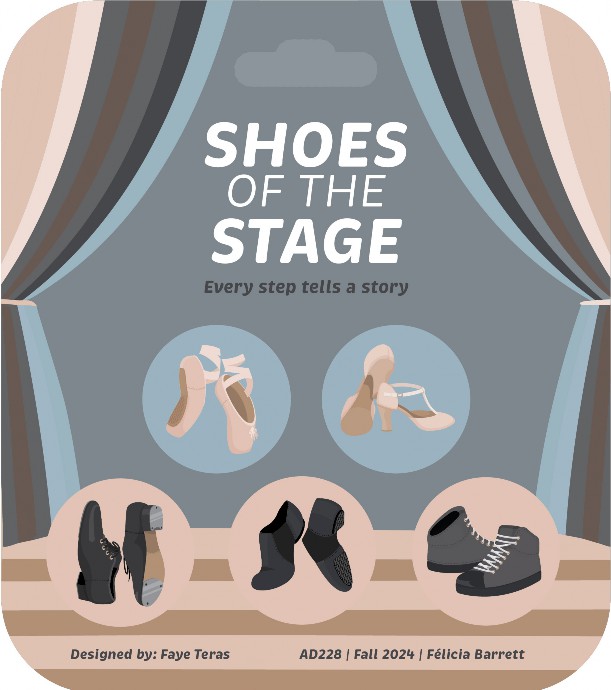 SHOES
OF THE
STAGE
Every step tells a story
Designed by: Faye Teras
AD228 | Fall 2024 | Félicia Barrett